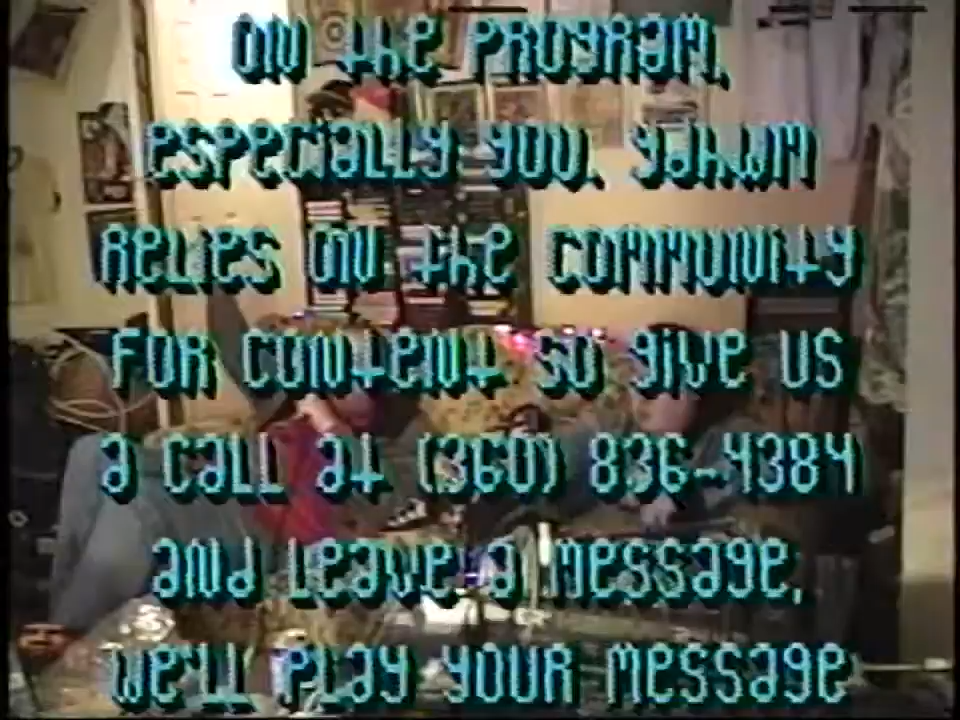 ON the PROGRAM,
especially you. yahwm
Relies ON the COMMUNity
FOR CONtENt SO giVe US
a Call at (360) 836-4384
aNd Leave a Message,
We'll play yOUR Message